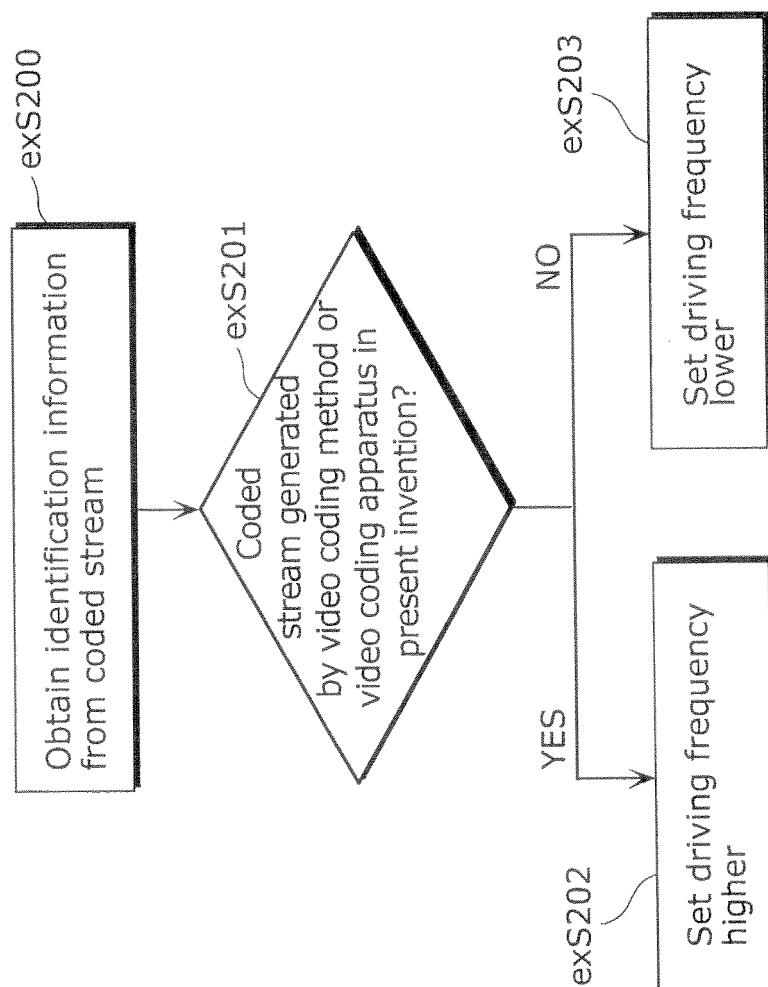 exS200
Obtain identification information
from coded stream
exS201
Coded
stream generated
by video coding method or
video coding apparatus in
present invention?
YES
NO
exS202
Set driving frequency
higher
exS203
Set driving frequency
lower